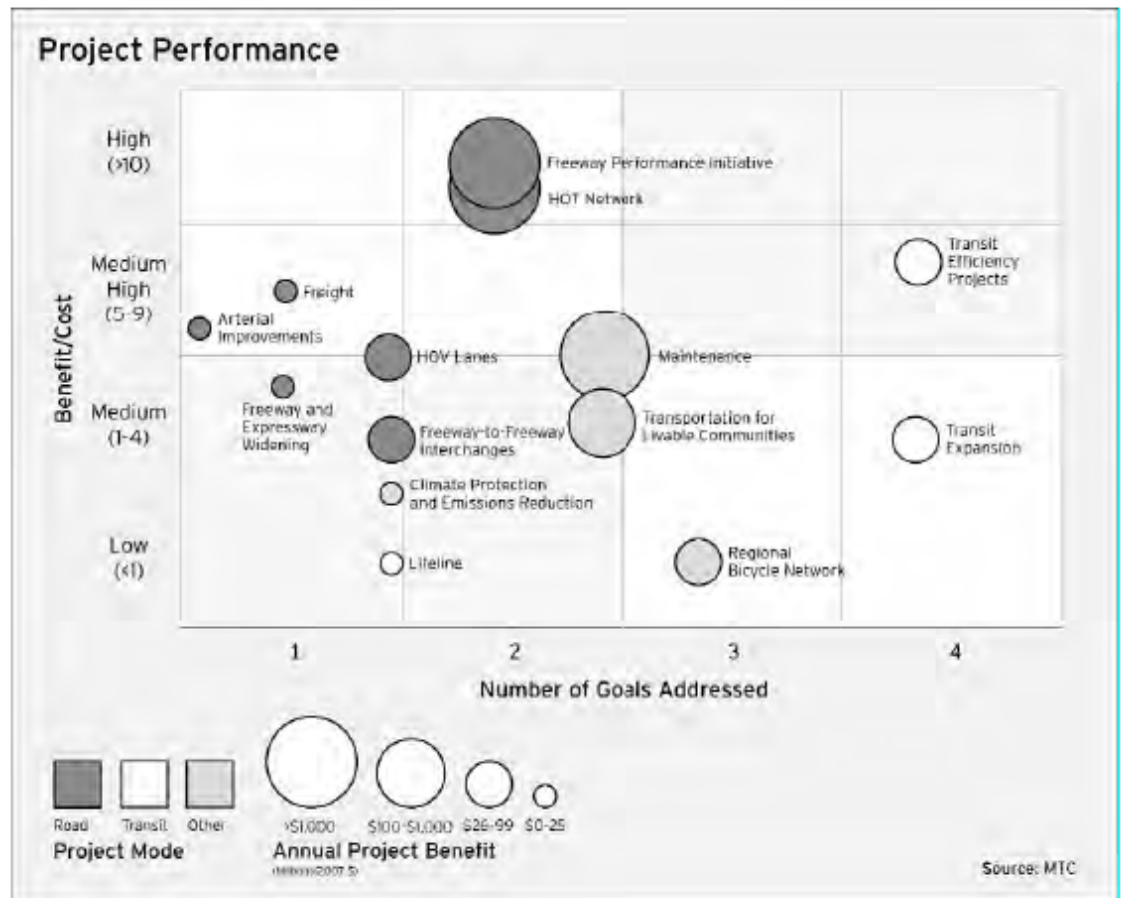 Project Performance
High
(>10)
Freeway Performance Initiative
HOT Network
Medium
High
(5-9)
Transit
Efficiency
Projects
Freight
Arterial
Improvements
HOV Lanes
Maintenance
Benefit/Cost
Medium
(1-4)
Freeway and
Expressway
Widening
Freeway-to-Freeway
Interchanges
Transportation for
Livable Communities
Transit
Expansion
Climate Protection
and Emissions Reduction
Low
(<1)
Lifeline
Regional
Bicycle Network
1 2 3 4
Number of Goals Addressed
Road Transit Other
Project Mode
>$1,000 $100-$1,000 $26-99 $0-25
Annual Project Benefit
Source: MTC